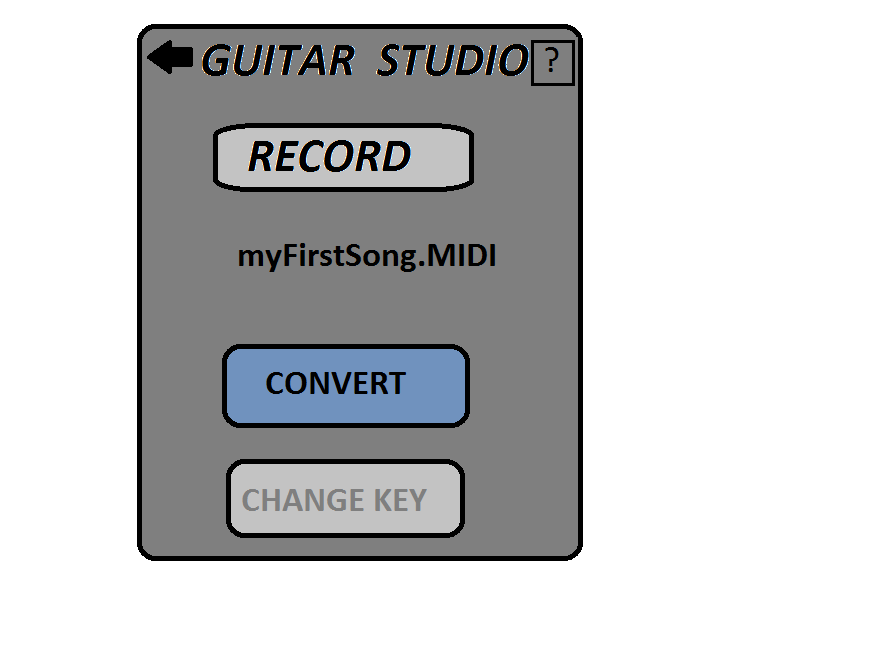 GUITAR STUDIO ?
RECORD
myFirstSong.MIDI
CONVERT
CHANGE KEY